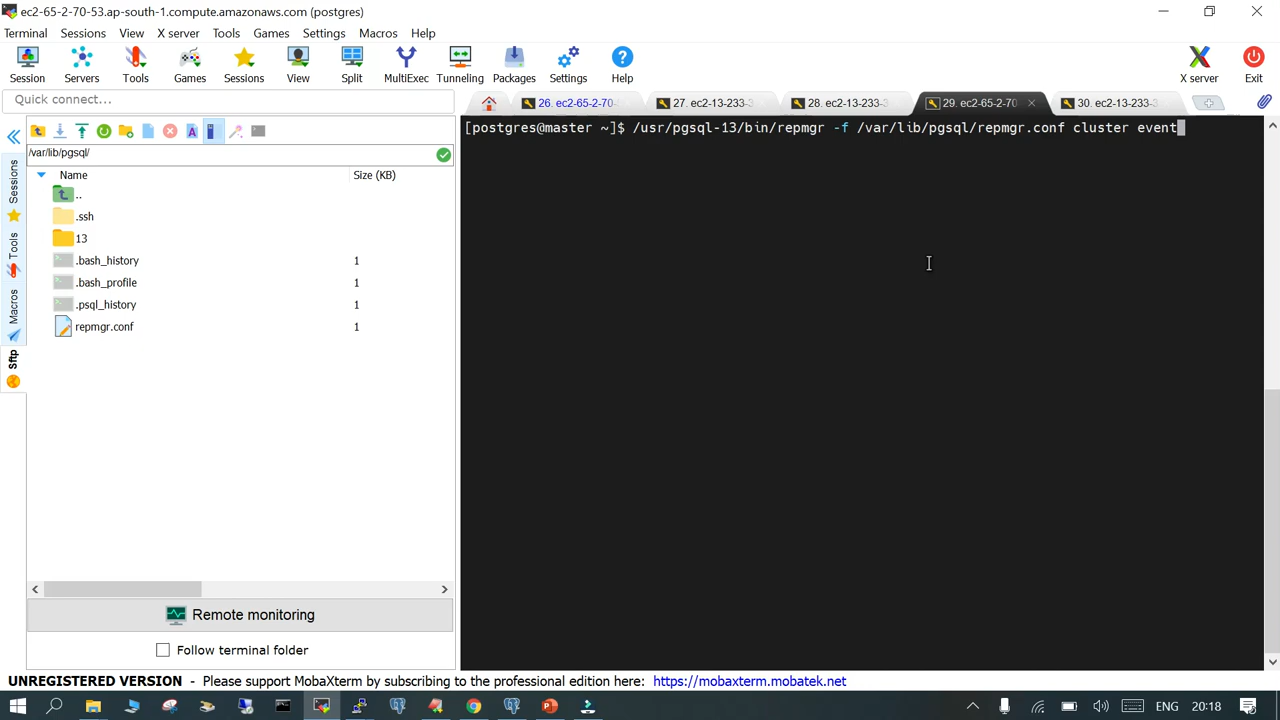 ec2-65-2-70-53.ap-south-1.compute.amazonaws.com (postgres)
Terminal Sessions View X server Tools Games Settings Macros Help
Session Servers Tools Games Sessions View Split MultiExec Tunneling Packages Settings Help X server Exit
Quick connect...
26. ec2-65-2-70- 27. ec2-13-233- 28. ec2-13-233- 29. ec2-65-2-70 30. ec2-13-233-
[postgres@master ~]$ /usr/pgsql-13/bin/repmgr -f /var/lib/pgsql/repmgr.conf cluster event
/var/lib/pgsql/
Name Size (KB)
..
.ssh
13
.bash_history 1
.bash_profile 1
.psql_history 1
repmgr.conf 1
Sessions
Tools
Macros
Sftp
Remote monitoring
Follow terminal folder
UNREGISTERED VERSION - Please support MobaXterm by subscribing to the professional edition here: https://mobaxterm.mobatek.net
ENG 20:18